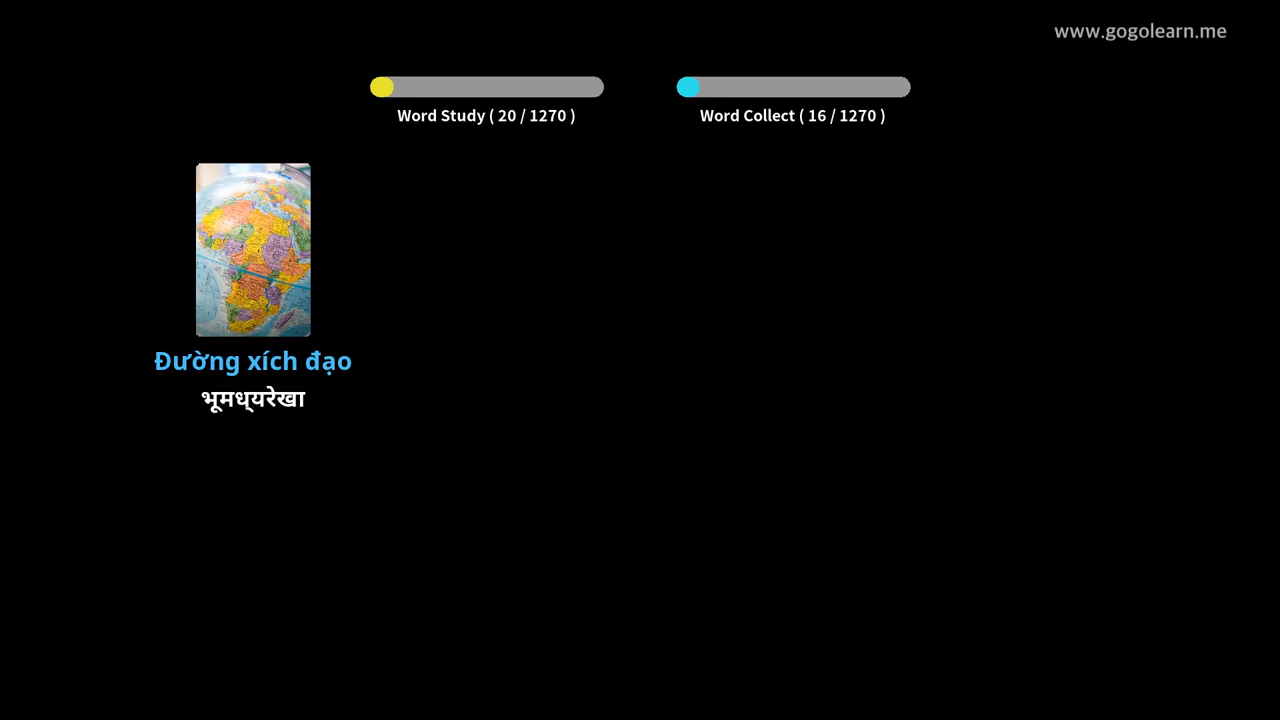 www.gogolearn.me
Word Study ( 20 / 1270 )
Word Collect ( 16 / 1270 )
Đường xích đạo
भूमध्यरेखा